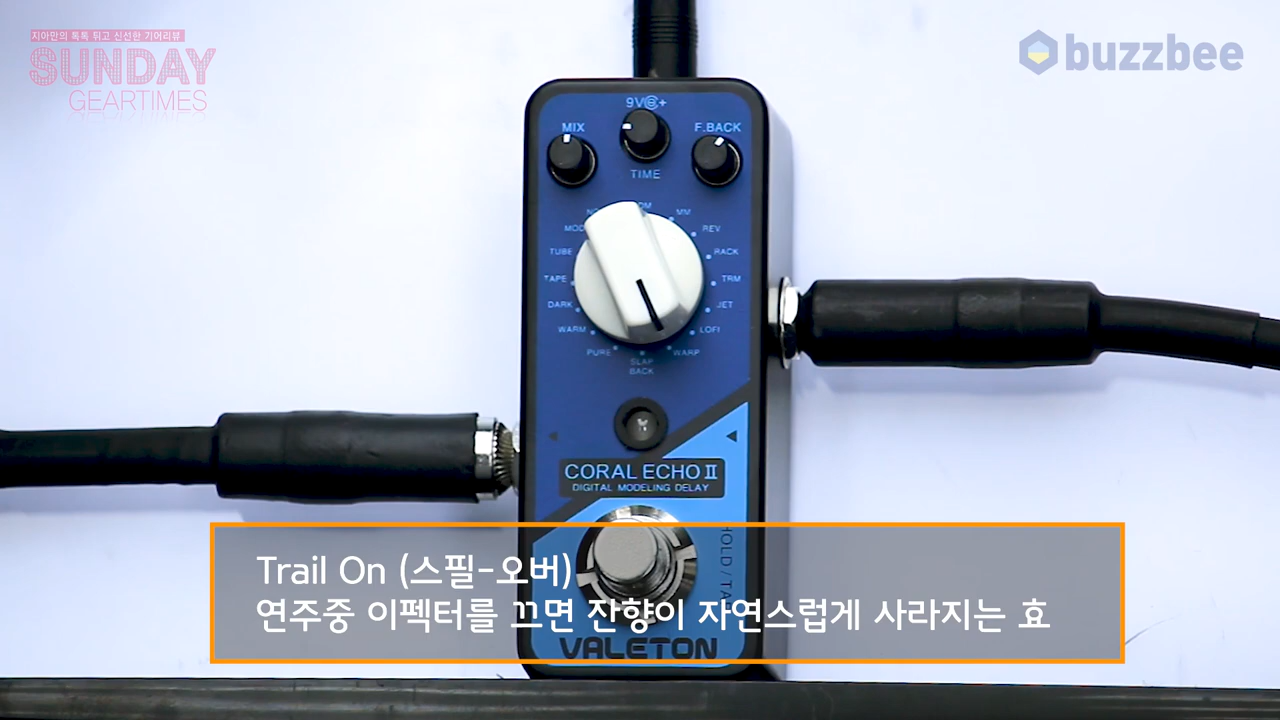 지아만의 톡톡 튀고 신선한 기어리뷰
SUNDAY
GEARTIMES
buzzbee
9V
MIX
F.BACK
TIME
MM
MOD
REV
TUBE
RACK
TAPE
TRM
DARK
JET
WARM
LOFI
PURE
WARP
SLAP
BACK
CORAL ECHO II
DIGITAL MODELING DELAY
HOLD / TA
Trail On (스필-오버)
연주중 이펙터를 끄면 잔향이 자연스럽게 사라지는 효
VALETON